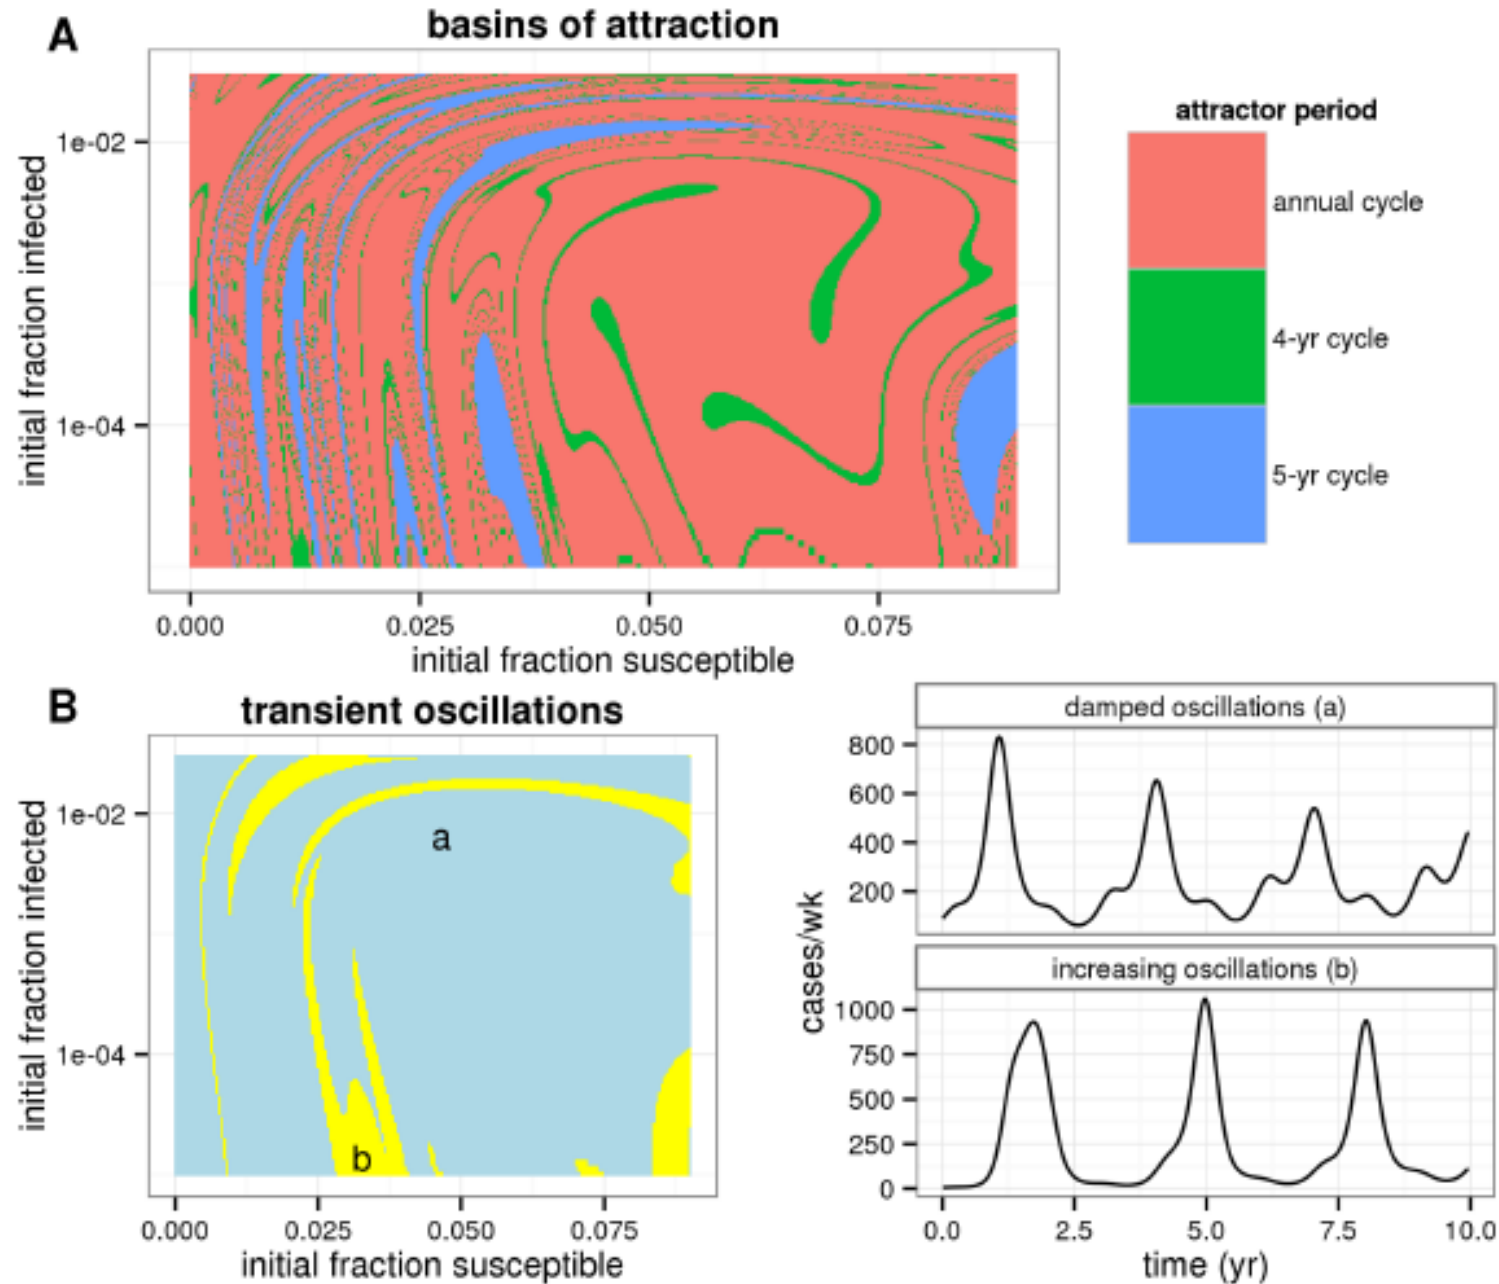 A
basins of attraction
initial fraction infected
1e-02
1e-04
0.000
0.025
0.050
0.075
initial fraction susceptible
attractor period
annual cycle
4-yr cycle
5-yr cycle
B
transient oscillations
initial fraction infected
1e-02
1e-04
a
b
0.000
0.025
0.050
0.075
initial fraction susceptible
cases/wk
damped oscillations (a)
800
600
400
200
increasing oscillations (b)
1000
750
500
250
0
0.0
2.5
5.0
7.5
10.0
time (yr)